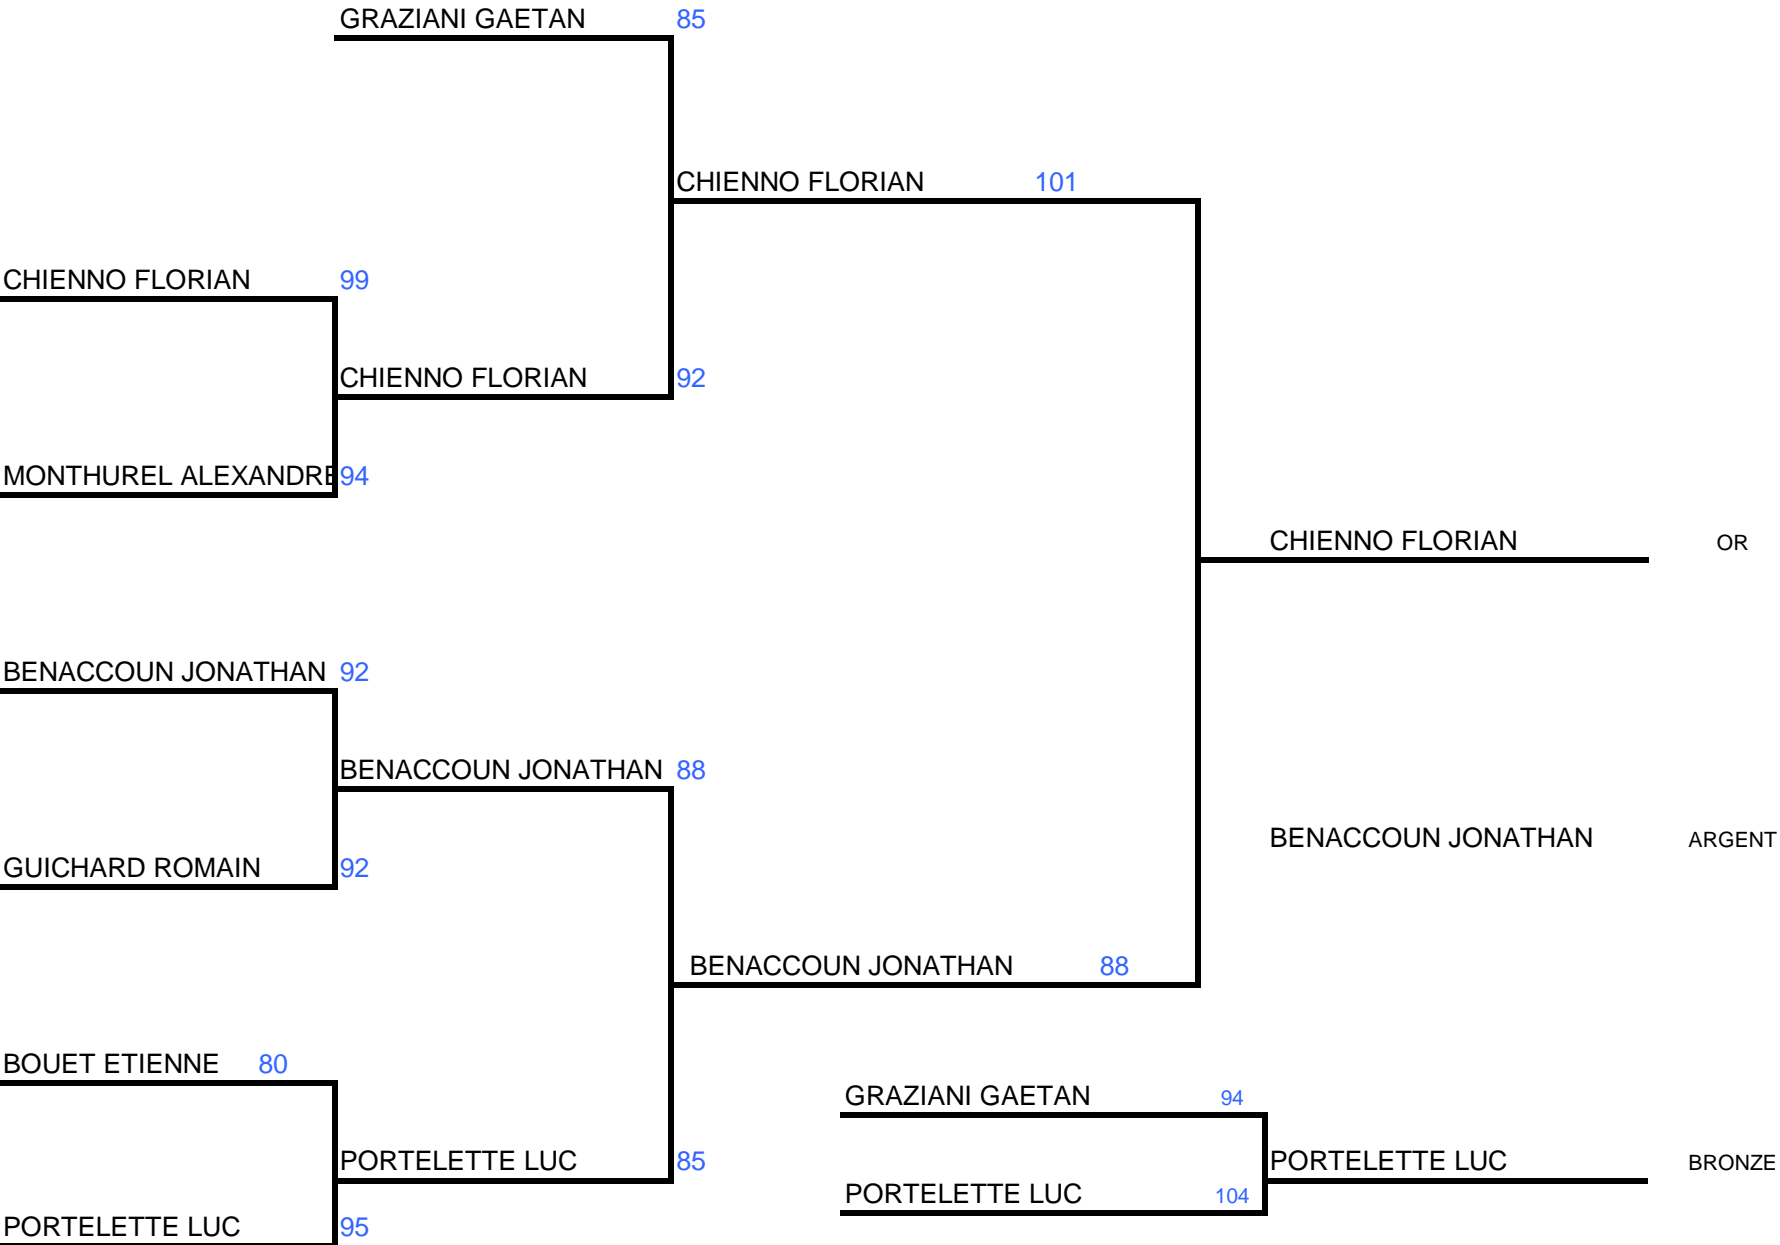 GRAZIANI GAETAN 85
CHIENNO FLORIAN 101
CHIENNO FLORIAN 99
CHIENNO FLORIAN 92
MONTHUREL ALEXANDRE 94
CHIENNO FLORIAN OR
BENACCOUN JONATHAN 92
BENACCOUN JONATHAN 88
BENACCOUN JONATHAN ARGENT
GUICHARD ROMAIN 92
BENACCOUN JONATHAN 88
BOUET ETIENNE 80
GRAZIANI GAETAN 94
PORTELETTE LUC 85
PORTELETTE LUC BRONZE
PORTELETTE LUC 104
PORTELETTE LUC 95